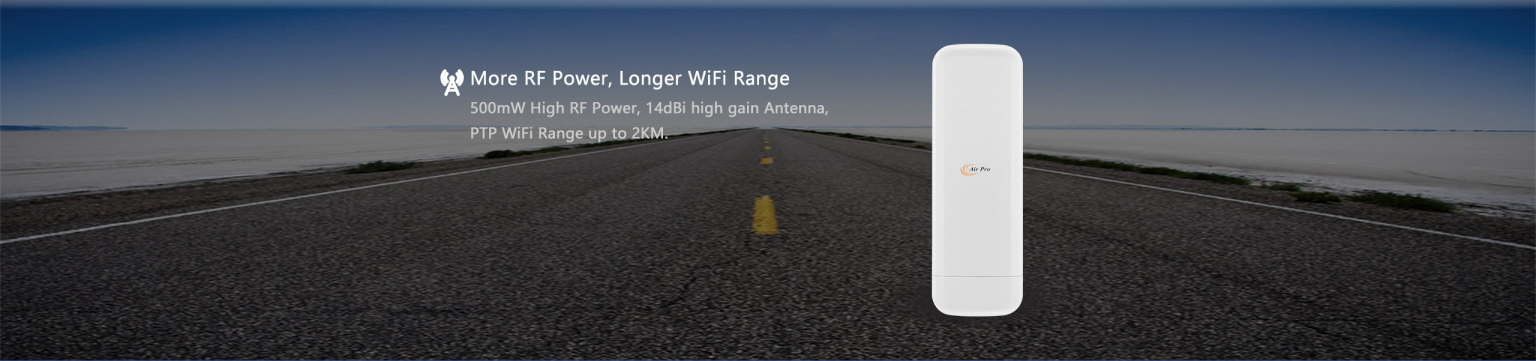 More RF Power, Longer WiFi Range
500mW High RF Power, 14dBi high gain Antenna,
PTP WiFi Range up to 2KM.
Air Pro